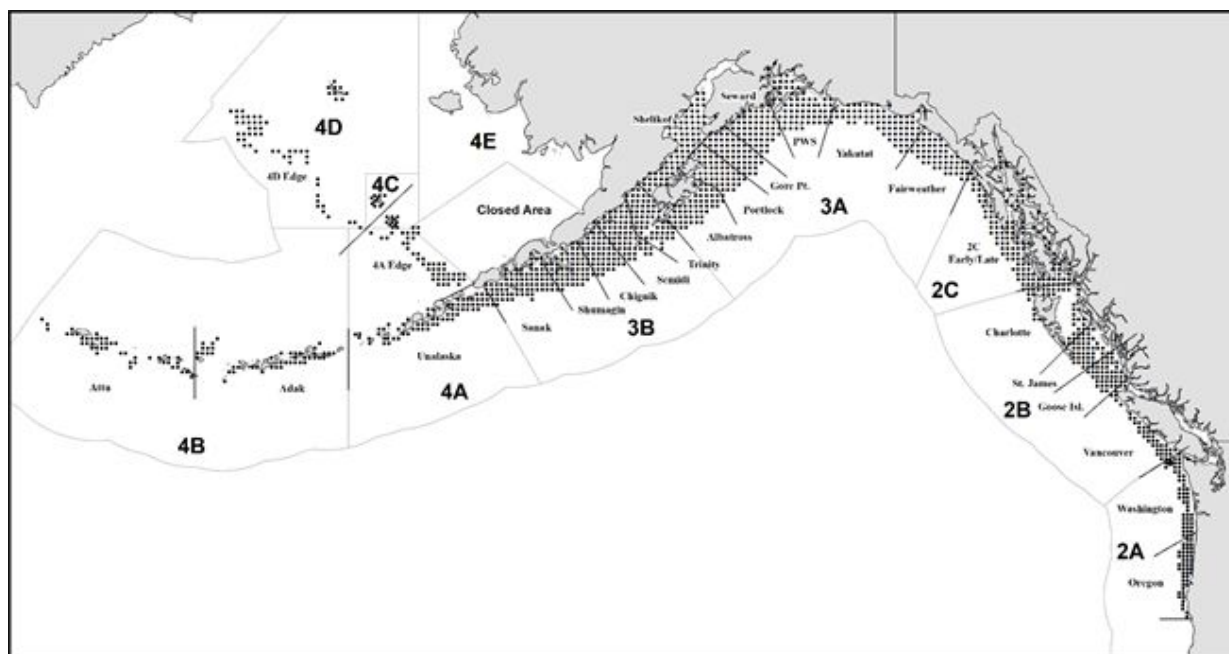 4D
4E
4D Edge
4C
Closed Area
4A Edge
Shelikof
Seward
PWS
Yakutat
Fairweather
Gore Pt.
Portlock
3A
Albatross
Trinity
Semidi
Chignik
Shumagin
3B
Sanak
Unalaska
4A
Adak
Attu
4B
2C
Early/Late
2C
Charlotte
St. James
2B
Goose Isl.
Vancouver
Washington
2A
Oregon